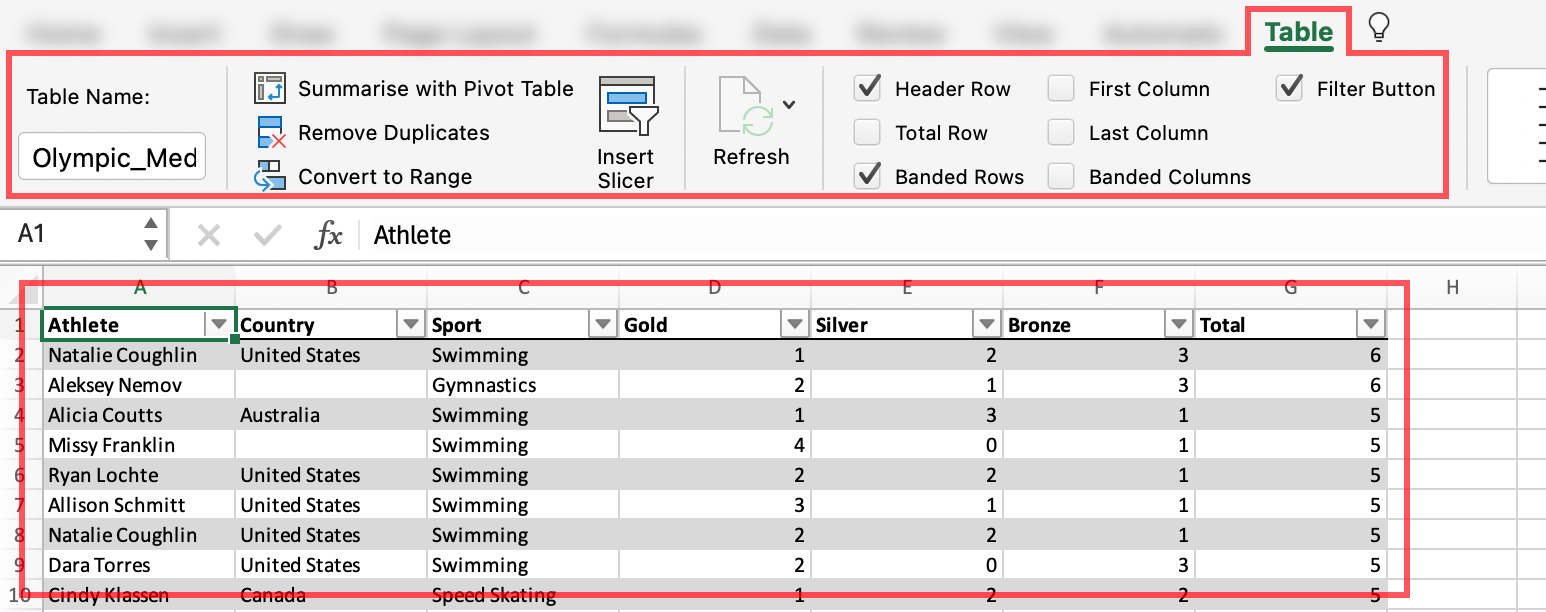 Table
Table Name:
Olympic_Med
Summarise with Pivot Table
Remove Duplicates
Convert to Range
Insert
Slicer
Refresh
Header Row
Total Row
Banded Rows
First Column
Last Column
Banded Columns
Filter Button
A1 fx Athlete
A B C D E F G H
1 Athlete Country Sport Gold Silver Bronze Total
2 Natalie Coughlin United States Swimming 1 2 3 6
3 Aleksey Nemov Gymnastics 2 1 3 6
4 Alicia Coutts Australia Swimming 1 3 1 5
5 Missy Franklin Swimming 4 0 1 5
6 Ryan Lochte United States Swimming 2 2 1 5
7 Allison Schmitt United States Swimming 3 1 1 5
8 Natalie Coughlin United States Swimming 2 2 1 5
9 Dara Torres United States Swimming 2 0 3 5
10 Cindy Klassen Canada Speed Skating 1 2 2 5